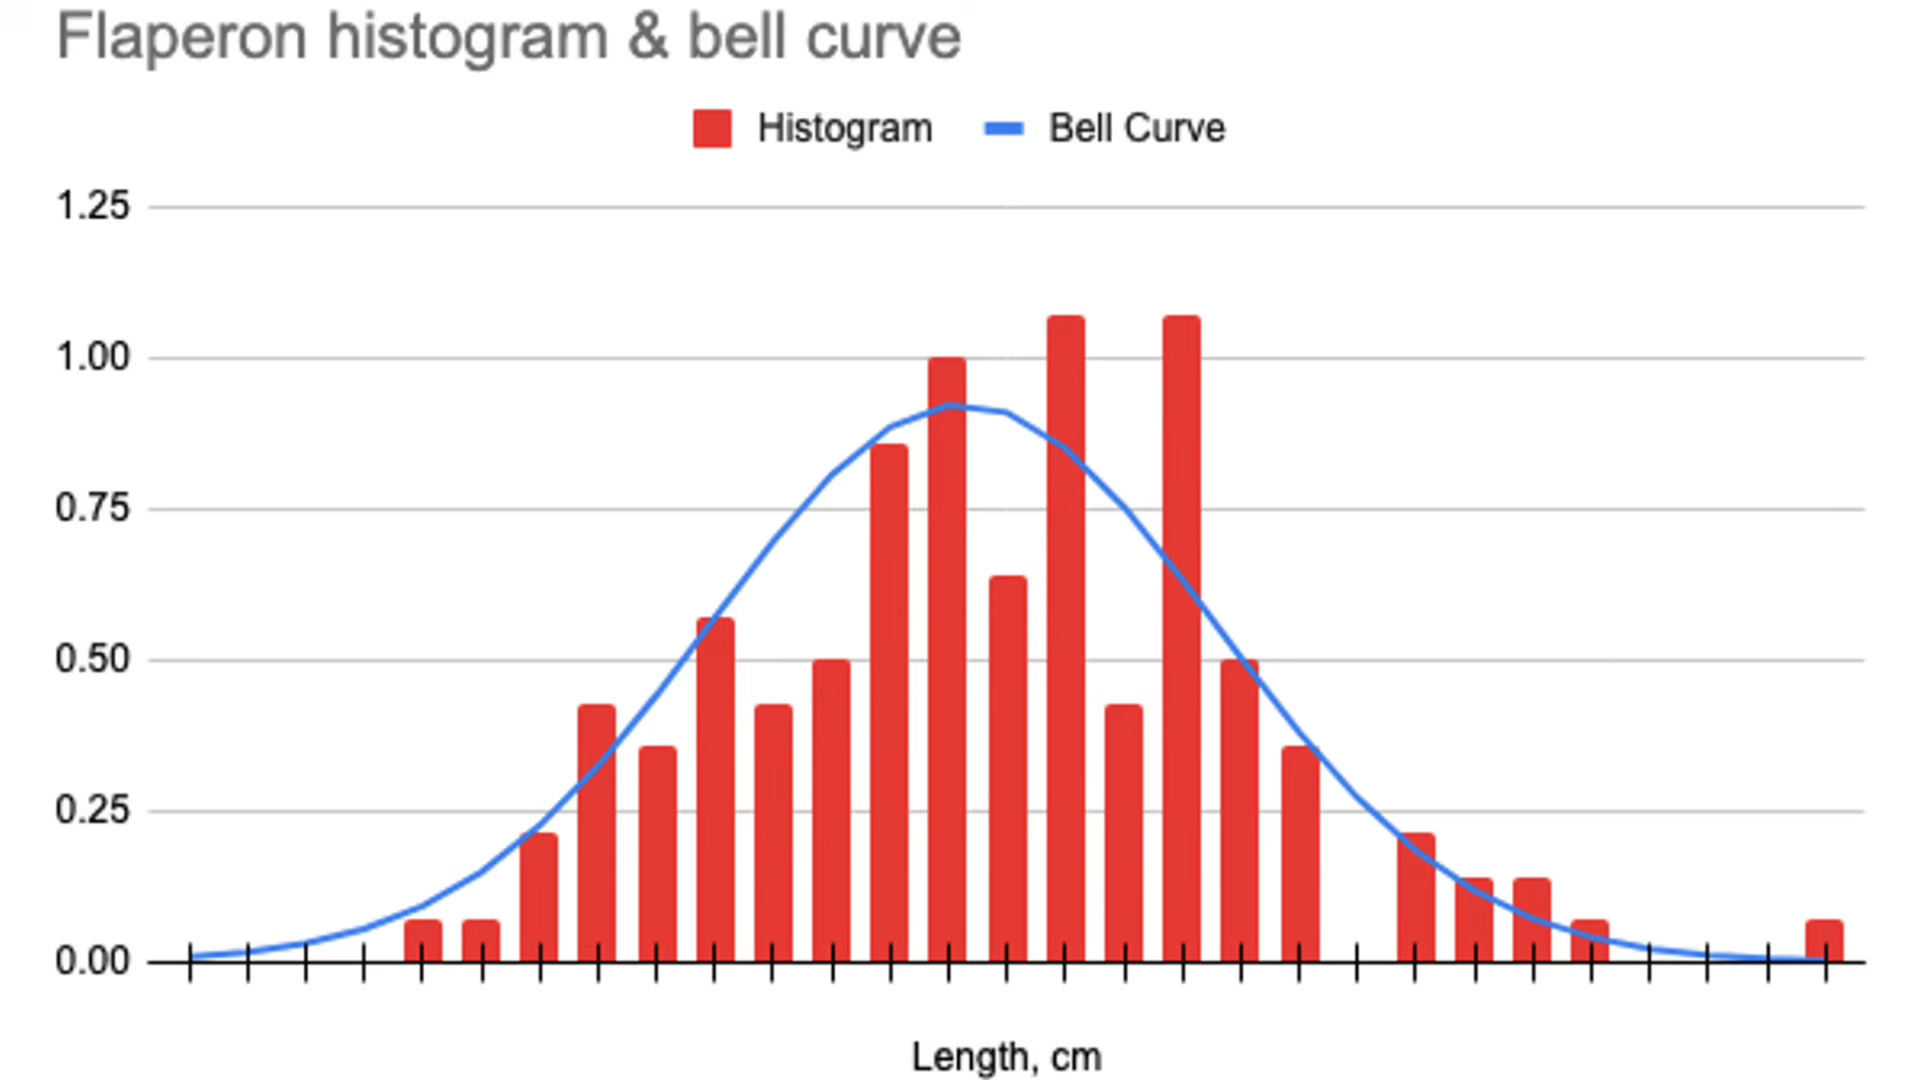 Flaperon histogram & bell curve
Histogram Bell Curve
1.25
1.00
0.75
0.50
0.25
0.00
Length, cm